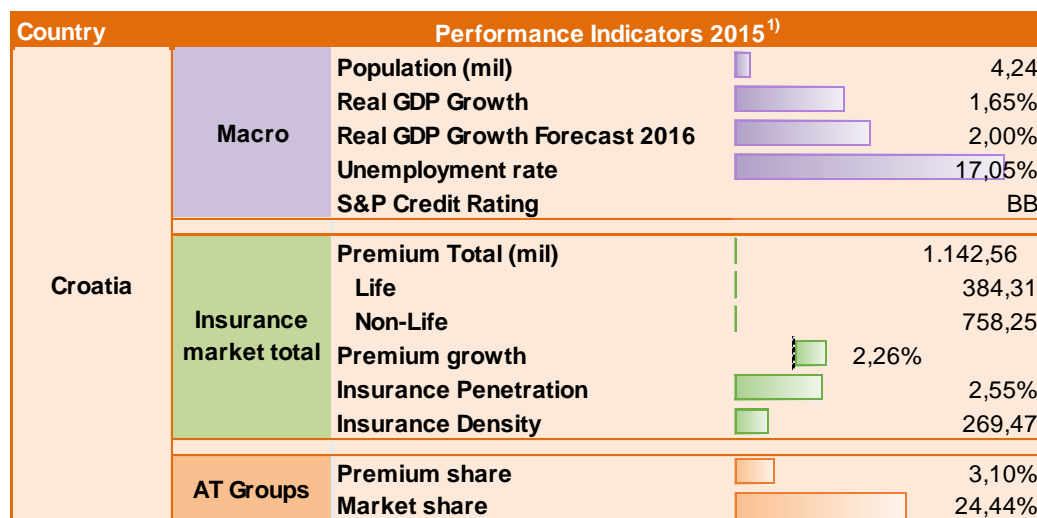 Country Performance Indicators 2015 1)
Croatia
Macro
Population (mil) 4,24
Real GDP Growth 1,65%
Real GDP Growth Forecast 2016 2,00%
Unemployment rate 17,05%
S&P Credit Rating BB
Insurance
market total
Premium Total (mil) 1.142,56
Life 384,31
Non-Life 758,25
Premium growth 2,26%
Insurance Penetration 2,55%
Insurance Density 269,47
AT Groups
Premium share 3,10%
Market share 24,44%